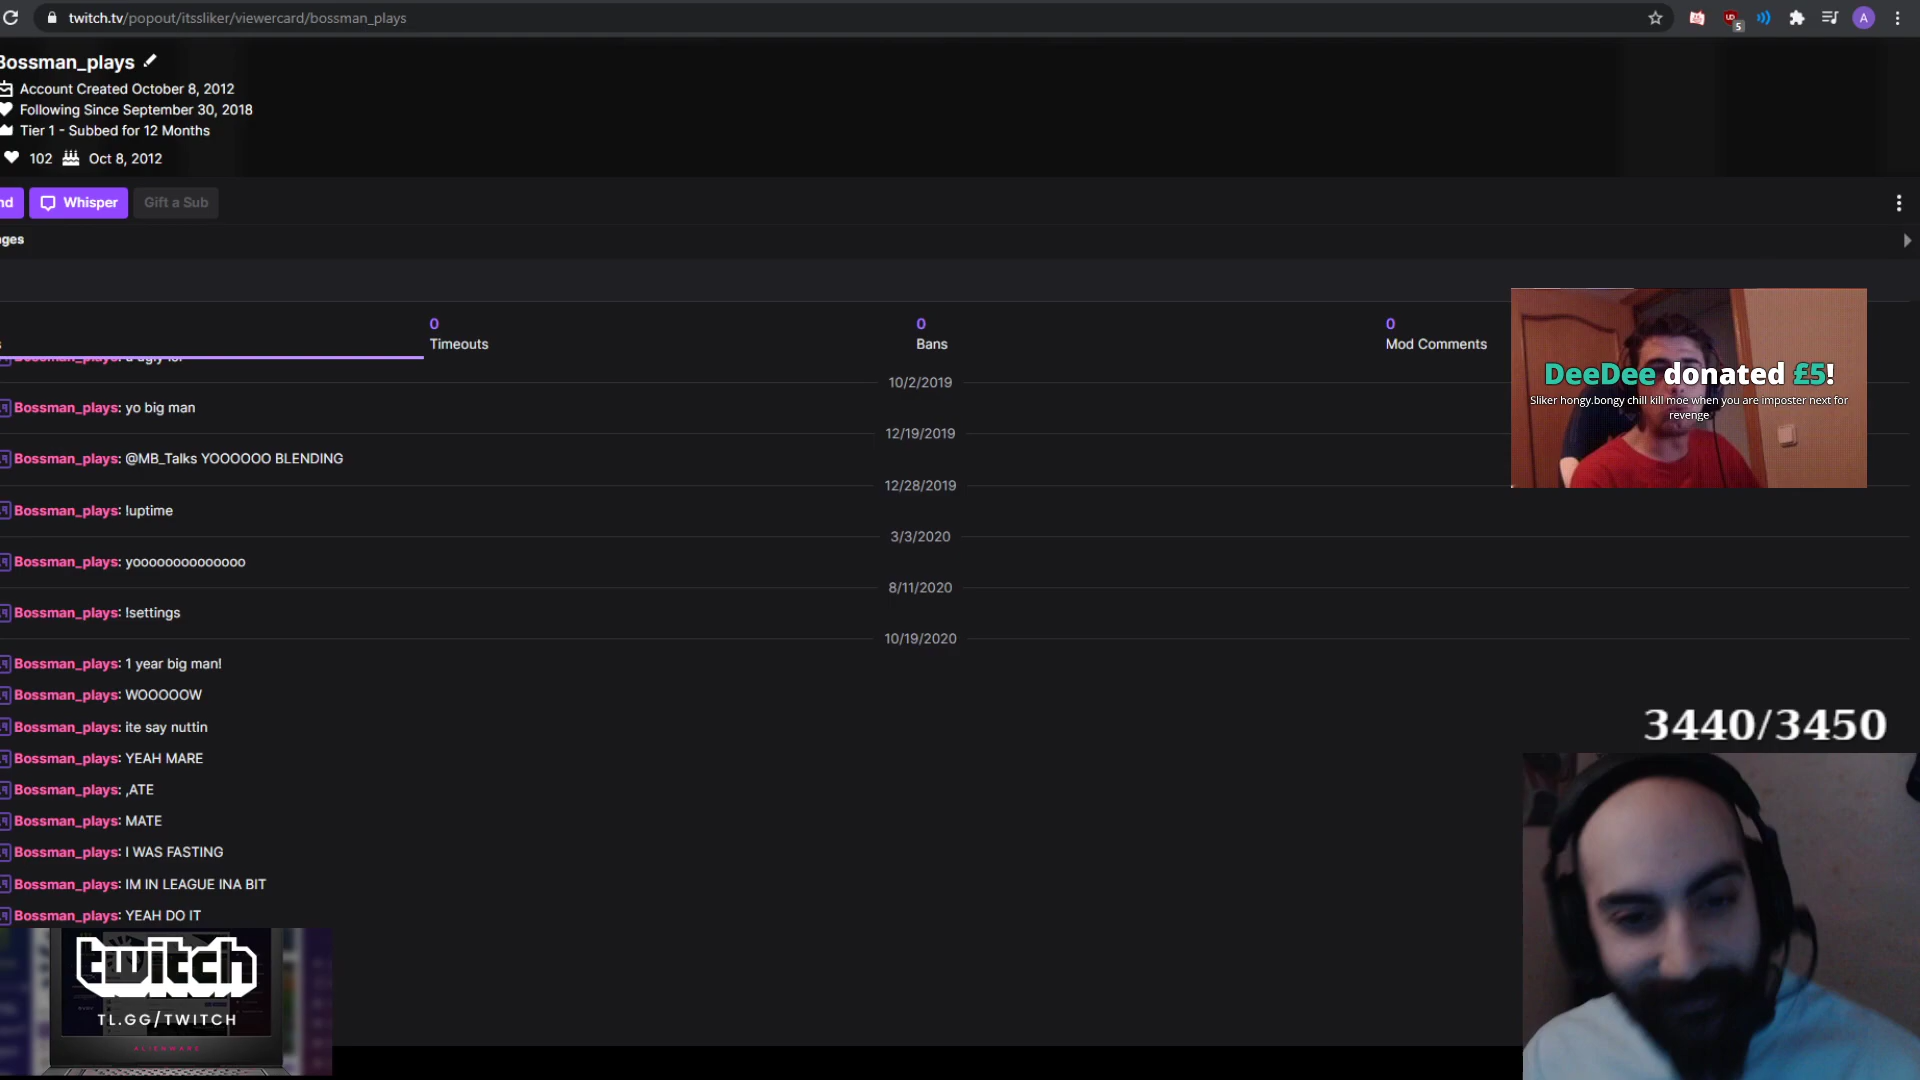 twitch.tv/popout/itssliker/viewercard/bossman_plays
5
A
Bossman_plays
Account Created October 8, 2012
Following Since September 30, 2018
Tier 1 - Subbed for 12 Months
102 Oct 8, 2012
Whisper Gift a Sub
0 0 0
Timeouts Bans Mod Comments
10/2/2019
Bossman_plays: yo big man
12/19/2019
Bossman_plays: @MB_Talks YOOOOOO BLENDING
12/28/2019
Bossman_plays: !uptime
3/3/2020
Bossman_plays: yoooooooooooooo
8/11/2020
Bossman_plays: !settings
10/19/2020
Bossman_plays: 1 year big man!
Bossman_plays: WOOOOOW
Bossman_plays: ite say nuttin
Bossman_plays: YEAH MARE
Bossman_plays: ,ATE
Bossman_plays: MATE
Bossman_plays: I WAS FASTING
Bossman_plays: IM IN LEAGUE INA BIT
Bossman_plays: YEAH DO IT
DeeDee donated £5!
Sliker hongy.bongy chill kill moe when you are imposter next for
revenge
3440/3450
twitch
TL.GG/TWITCH
ALIENWARE